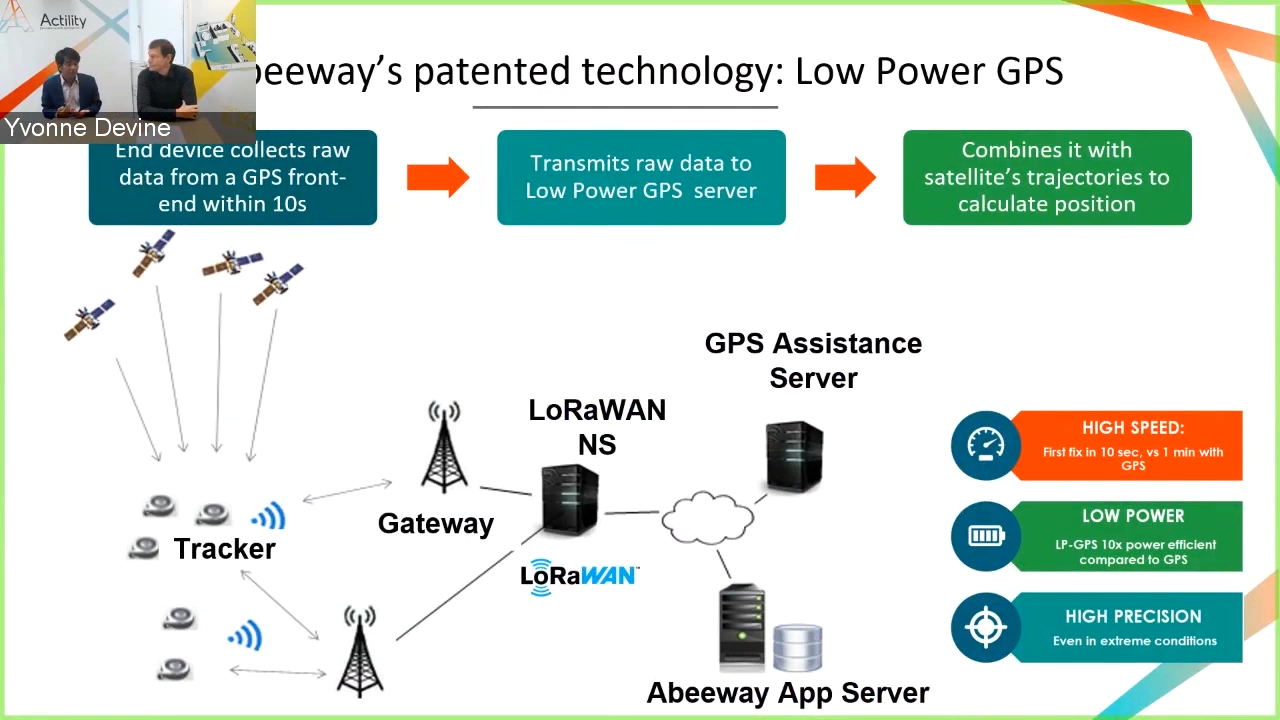 Actility
Yvonne Devine
beeway's patented technology: Low Power GPS
End device collects raw
data from a GPS front-
end within 10s
Transmits raw data to
Low Power GPS server
Combines it with
satellite's trajectories to
calculate position
GPS Assistance
Server
LoRaWAN
NS
Gateway
Tracker
LoRaWAN™
Abeeway App Server
HIGH SPEED:
First fix in 10 sec, vs 1 min with
GPS
LOW POWER
LP-GPS 10x power efficient
compared to GPS
HIGH PRECISION
Even in extreme conditions